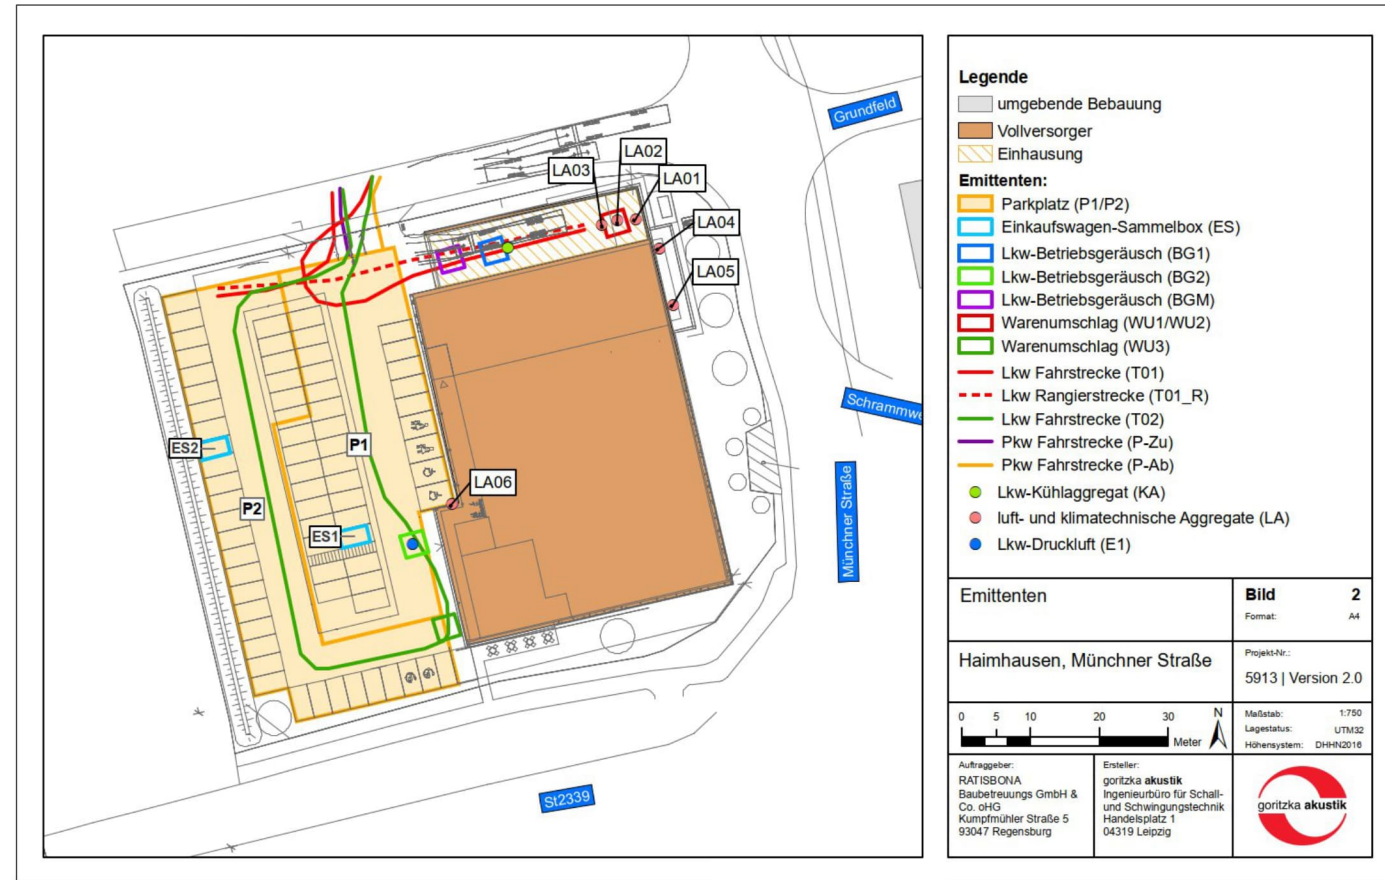 Grundfeld
LA02
LA03
LA01
LA04
LA05
ES2
P1
LA06
P2
ES1
Münchner Straße
Schrammwe
St2339
Legende
umgebende Bebauung
Vollversorger
Einhausung
Emittenten:
Parkplatz (P1/P2)
Einkaufswagen-Sammelbox (ES)
Lkw-Betriebsgeräusch (BG1)
Lkw-Betriebsgeräusch (BG2)
Lkw-Betriebsgeräusch (BGM)
Warenumschlag (WU1/WU2)
Warenumschlag (WU3)
Lkw Fahrstrecke (T01)
Lkw Rangierstrecke (T01_R)
Lkw Fahrstrecke (T02)
Pkw Fahrstrecke (P-Zu)
Pkw Fahrstrecke (P-Ab)
Lkw-Kühlaggregat (KA)
luft- und klimatechnische Aggregate (LA)
Lkw-Druckluft (E1)
Emittenten
Bild 2
Format: A4
Haimhausen, Münchner Straße
Projekt-Nr.:
5913 | Version 2.0
0 5 10 20 30
Meter
N
Maßstab: 1:750
Lagestatus: UTM32
Höhensystem: DHHN2016
Auftraggeber:
RATISBONA
Baubetreuungs GmbH &
Co. oHG
Kumpfmühler Straße 5
93047 Regensburg
Ersteller:
goritzka akustik
Ingenieurbüro für Schall-
und Schwingungstechnik
Handelsplatz 1
04319 Leipzig
goritzka akustik